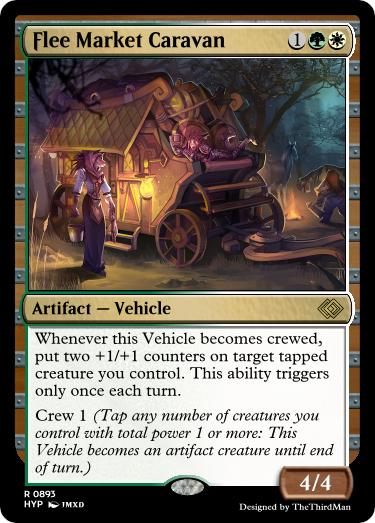 Flee Market Caravan 1
Artifact — Vehicle
Whenever this Vehicle becomes crewed,
put two +1/+1 counters on target tapped
creature you control. This ability triggers
only once each turn.
Crew 1 (Tap any number of creatures you
control with total power 1 or more: This
Vehicle becomes an artifact creature until end
of turn.)
4/4
R 0893
HYP IMXD
Designed by TheThirdMan